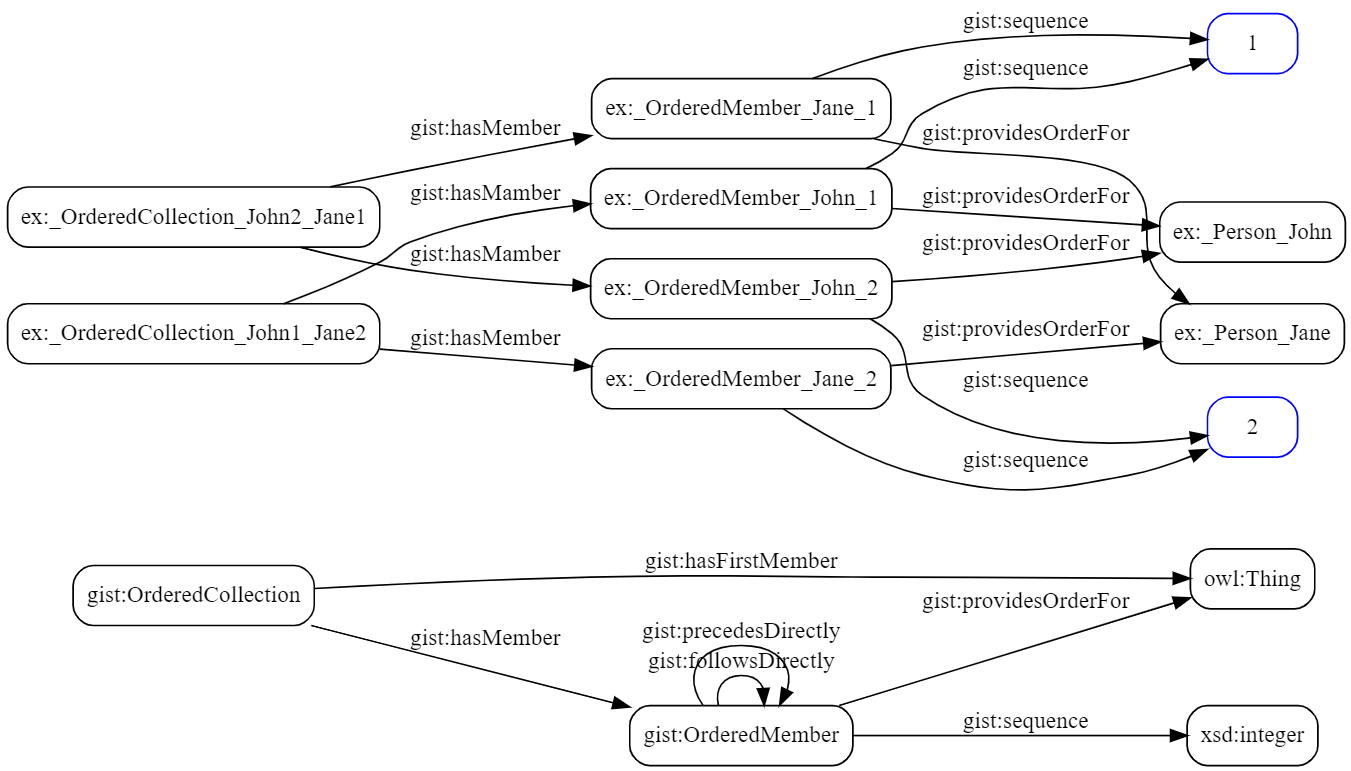 gist:sequence
1
gist:sequence
ex:_OrderedMember_Jane_1
gist:hasMember
gist:providesOrderFor
gist:hasMamber
ex:_OrderedMember_John_1
gist:providesOrderFor
ex:_OrderedCollection_John2_Jane1
ex:_Person_John
gist:providesOrderFor
gist:hasMamber
ex:_OrderedMember_John_2
ex:_OrderedCollection_John1_Jane2
gist:hasMember
gist:providesOrderFor
ex:_Person_Jane
ex:_OrderedMember_Jane_2
gist:sequence
2
gist:sequence
gist:hasFirstMember
owl:Thing
gist:OrderedCollection
gist:providesOrderFor
gist:hasMember
gist:precedesDirectly
gist:followsDirectly
gist:OrderedMember
gist:sequence
xsd:integer